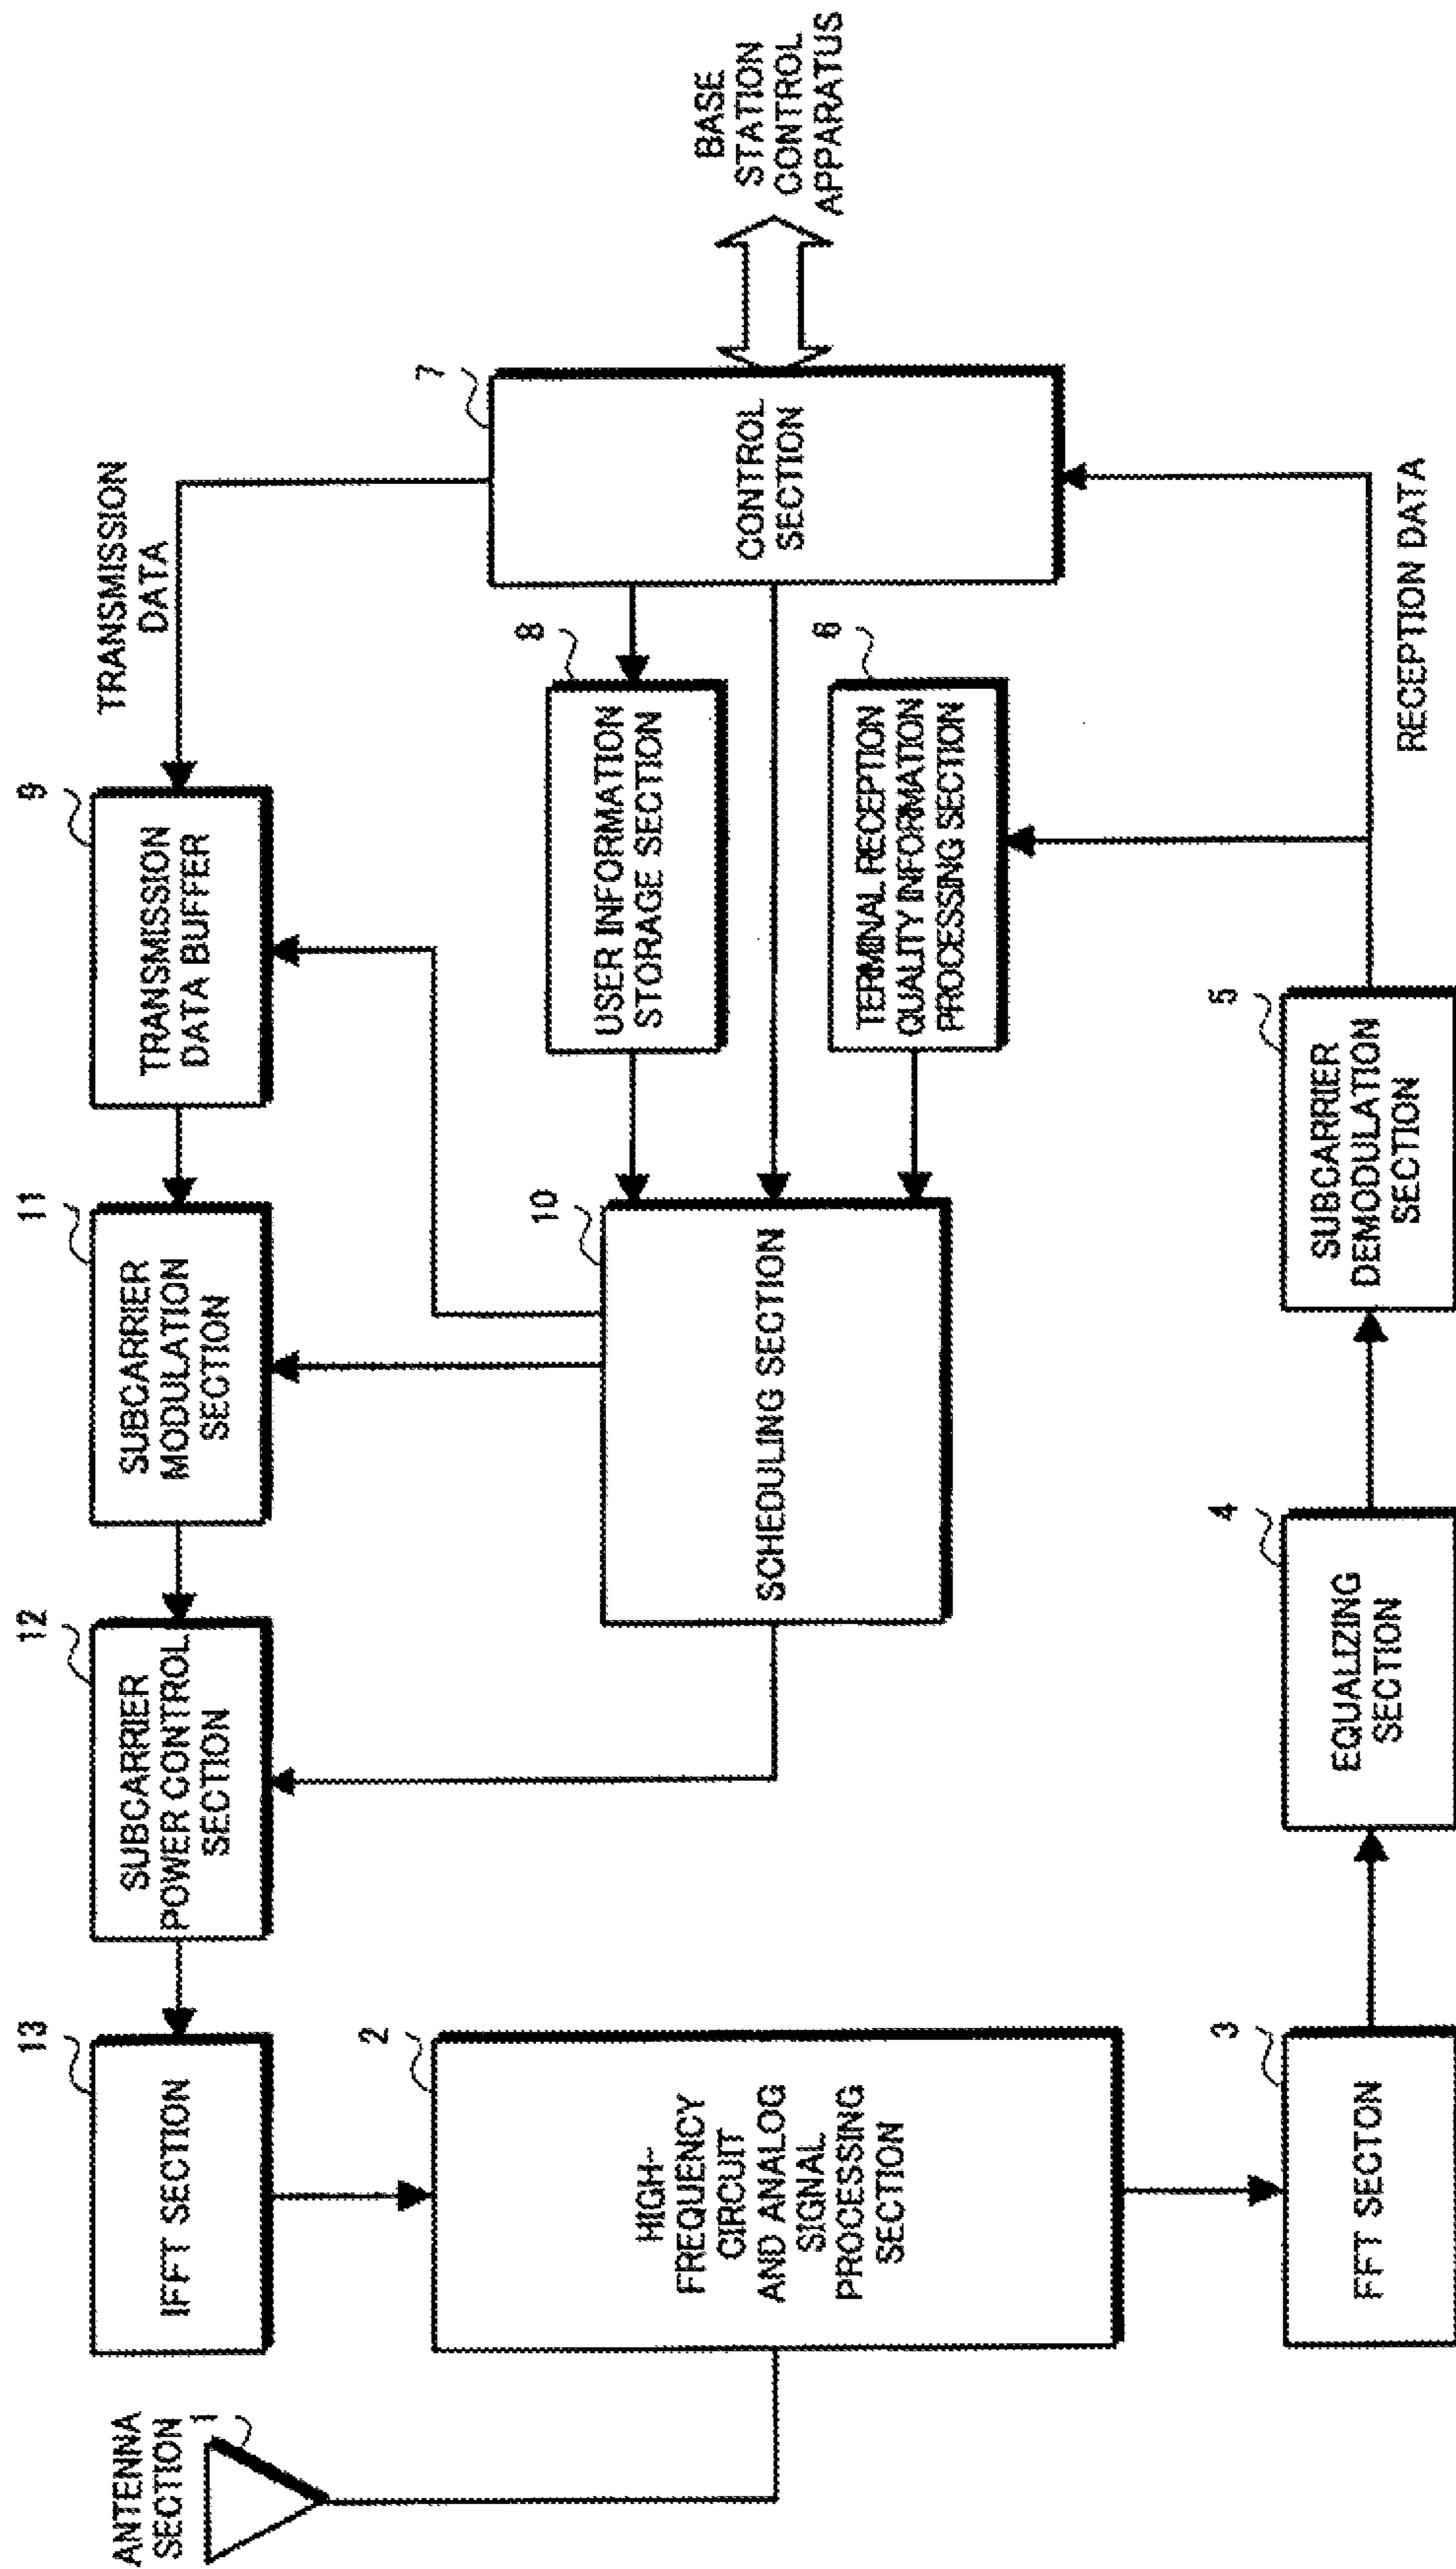 ANTENNA
SECTION
1
13
IFFT SECTION
12
SUBCARRIER
POWER CONTROL
SECTION
11
SUBCARRIER
MODULATION
SECTION
9
TRANSMISSION
DATA BUFFER
TRANSMISSION
DATA
2
HIGH-
FREQUENCY
CIRCUIT
AND ANALOG
SIGNAL
PROCESSING
SECTION
10
SCHEDULING SECTION
8
USER INFORMATION
STORAGE SECTION
6
TERMINAL RECEPTION
QUALITY INFORMATION
PROCESSING SECTION
7
CONTROL
SECTION
BASE
STATION
CONTROL
APPARATUS
3
FFT SECTON
4
EQUALIZING
SECTION
5
SUBCARRIER
DEMODULATION
SECTION
RECEPTION DATA